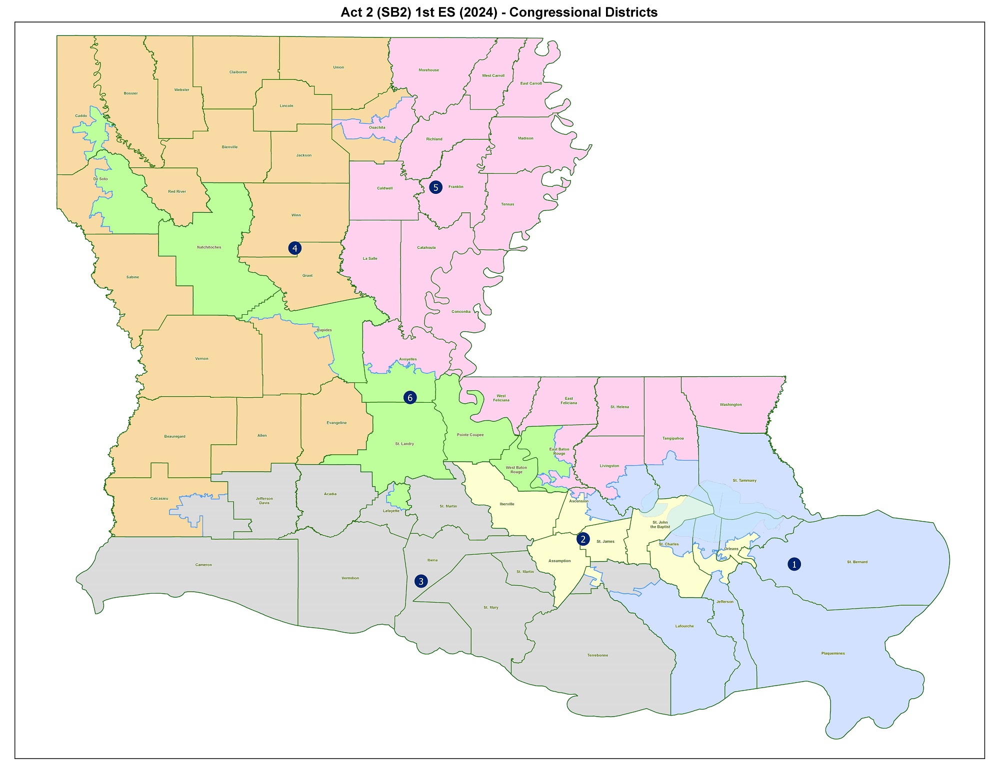 Act 2 (SB2) 1st ES (2024) - Congressional Districts
Union
Morehouse
Claiborne
West Carroll
East Carroll
Webster
Bossier
Lincoln
Caddo
Ouachita
Richland
Madison
Bienville
Jackson
De Soto
Red River
Caldwell
5
Franklin
Tensas
Winn
Natchitoches
4
Catahoula
La Salle
Sabine
Grant
Concordia
Rapides
Vernon
Avoyelles
6
West
Feliciana
East
Feliciana
St. Helena
Washington
Evangeline
Beauregard
Allen
St. Landry
Pointe Coupee
Tangipahoa
East Baton
Rouge
West Baton
Rouge
Livingston
St. Tammany
Calcasieu
Jefferson
Davis
Acadia
Lafayette
St. Martin
Iberville
Ascension
St. John
the Baptist
2
St. James
St. Charles
Orleans
Cameron
Iberia
Assumption
1
St. Bernard
Vermilion
3
St. Martin
St. Mary
Jefferson
Lafourche
Terrebonne
Plaquemines